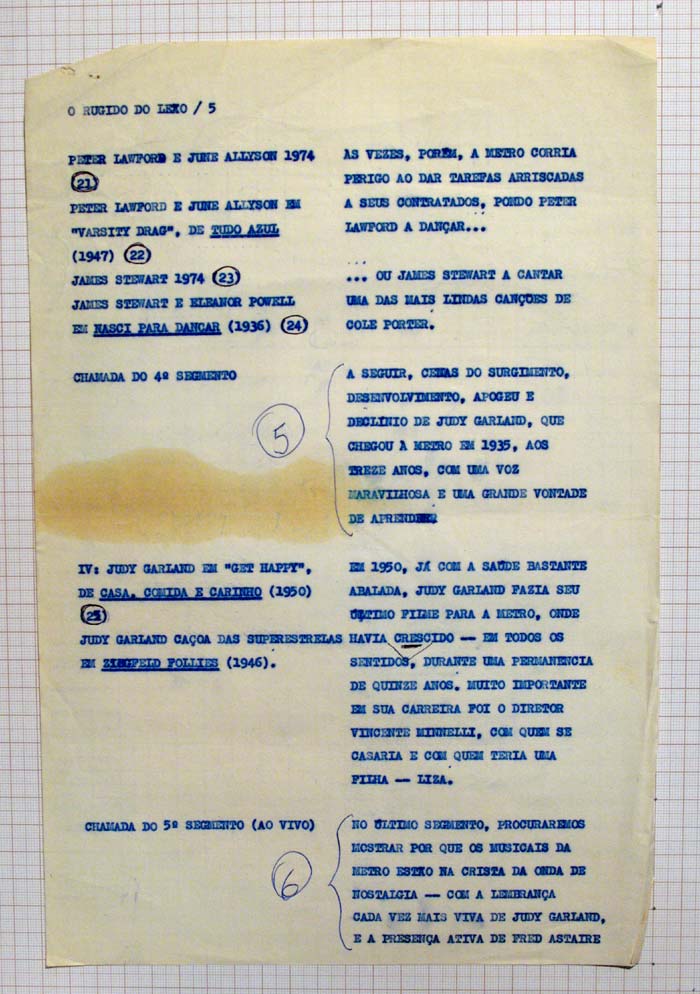 O RUGIDO DO LEÃO / 5
PETER LAWFORD E JUNE ALLYSON 1974
(21)
PETER LAWFORD E JUNE ALLYSON EM
"VARSITY DRAG", DE TUDO AZUL
(1947) (22)
JAMES STEWART 1974 (23)
JAMES STEWART E ELEANOR POWELL
EM NASCI PARA DANÇAR (1936) (24)
AS VEZES, PORÉM, A METRO CORRIA
PERIGO AO DAR TAREFAS ARRISCADAS
A SEUS CONTRATADOS, PONDO PETER
LAWFORD A DANÇAR...
... OU JAMES STEWART A CANTAR
UMA DAS MAIS LINDAS CANÇÕES DE
COLE PORTER.
CHAMADA DO 4º SEGMENTO
5
A SEGUIR, CENAS DO SURGIMENTO,
DESENVOLVIMENTO, APOGEU E
DECLÍNIO DE JUDY GARLAND, QUE
CHEGOU À METRO EM 1935, AOS
TREZE ANOS, COM UMA VOZ
MARAVILHOSA E UMA GRANDE VONTADE
DE APRENDER
IV: JUDY GARLAND EM "GET HAPPY",
DE CASA, COMIDA E CARINHO (1950)
(25)
JUDY GARLAND CAÇOA DAS SUPERESTRELAS
EM ZIEGFELD FOLLIES (1946).
EM 1950, JÁ COM A SAÚDE BASTANTE
ABALADA, JUDY GARLAND FAZIA SEU
ÚLTIMO FILME PARA A METRO, ONDE
HAVIA CRESCIDO — EM TODOS OS
SENTIDOS, DURANTE UMA PERMANENCIA
DE QUINZE ANOS. MUITO IMPORTANTE
EM SUA CARREIRA FOI O DIRETOR
VINCENTE MINNELLI, COM QUEM SE
CASARIA E COM QUEM TERIA UMA
FILHA — LIZA.
CHAMADA DO 5º SEGMENTO (AO VIVO)
6
NO ÚLTIMO SEGMENTO, PROCURAREMOS
MOSTRAR POR QUE OS MUSICAIS DA
METRO ESTÃO NA CRISTA DA ONDA DE
NOSTALGIA — COM A LEMBRANÇA
CADA VEZ MAIS VIVA DE JUDY GARLAND,
E A PRESENÇA ATIVA DE FRED ASTAIRE